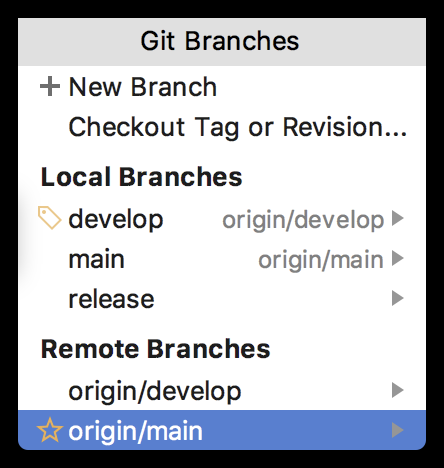 Git Branches
New Branch
Checkout Tag or Revision...
Local Branches
develop origin/develop
main origin/main
release
Remote Branches
origin/develop
origin/main